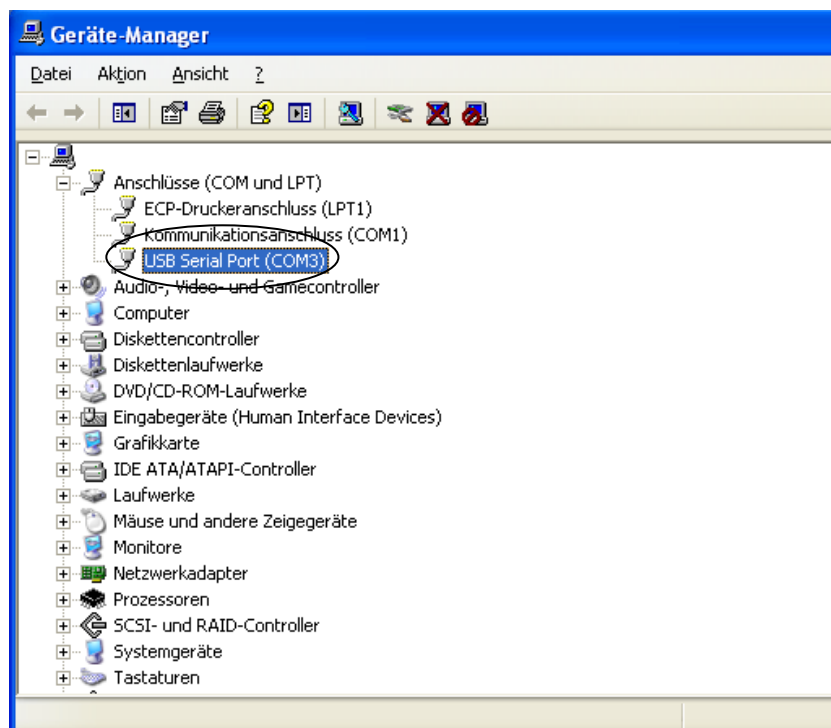 Geräte-Manager
Datei Aktion Ansicht ?
Anschlüsse (COM und LPT)
ECP-Druckeranschluss (LPT1)
Kommunikationsanschluss (COM1)
USB Serial Port (COM3)
Audio-, Video- und Gamecontroller
Computer
Diskettencontroller
Diskettenlaufwerke
DVD/CD-ROM-Laufwerke
Eingabegeräte (Human Interface Devices)
Grafikkarte
IDE ATA/ATAPI-Controller
Laufwerke
Mäuse und andere Zeigegeräte
Monitore
Netzwerkadapter
Prozessoren
SCSI- und RAID-Controller
Systemgeräte
Tastaturen